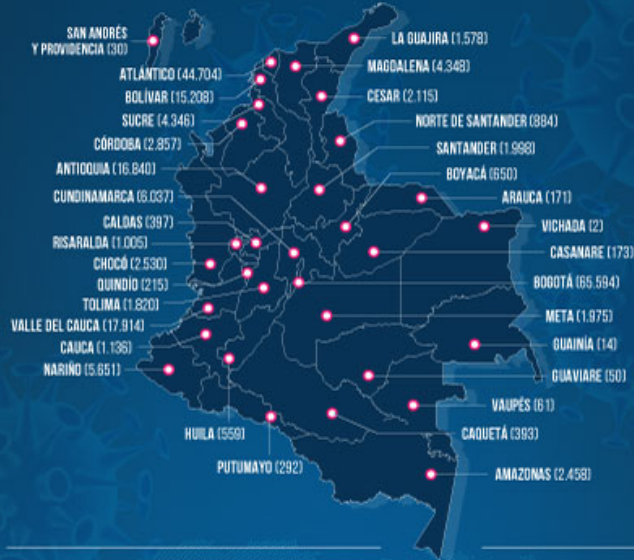 SAN ANDRÉS
Y PROVIDENCIA (30)
ATLÁNTICO (44.704)
BOLÍVAR (15.208)
SUCRE (4.346)
CÓRDOBA (2.857)
ANTIOQUIA (16.840)
CUNDINAMARCA (6.037)
CALDAS (397)
RISARALDA (1.005)
CHOCÓ (2.530)
QUINDÍO (215)
TOLIMA (1.820)
VALLE DEL CAUCA (17.914)
CAUCA (1.136)
NARIÑO (5.651)
HUILA (559)
PUTUMAYO (292)
LA GUAJIRA (1.578)
MAGDALENA (4.348)
CESAR (2.115)
NORTE DE SANTANDER (884)
SANTANDER (1.998)
BOYACÁ (650)
ARAUCA (171)
VICHADA (2)
CASANARE (173)
BOGOTÁ (65.594)
META (1.975)
GUAINÍA (14)
GUAVIARE (50)
VAUPÉS (61)
CAQUETÁ (393)
AMAZONAS (2.458)